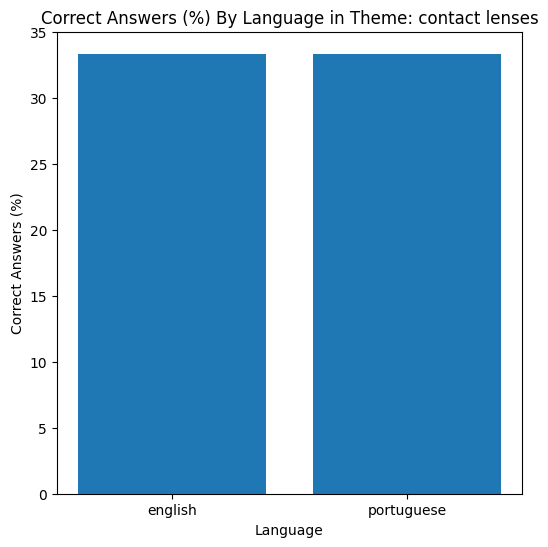 Correct Answers (%) By Language in Theme: contact lenses
35
30
25
20
15
10
5
0
Correct Answers (%)
english portuguese
Language